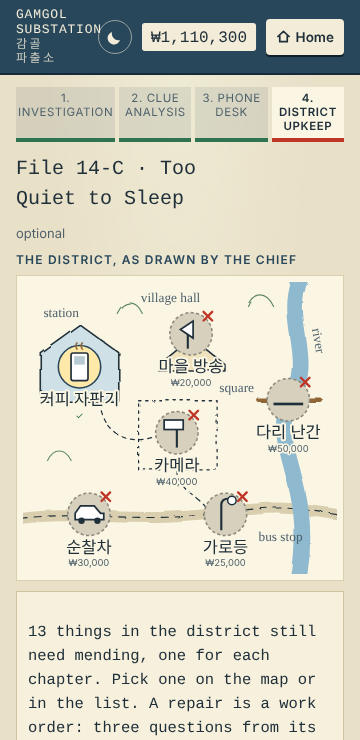 GAMGOL
SUBSTATION
감골
파출소
₩1,110,300
Home
1.
INVESTIGATION
2. CLUE
ANALYSIS
3. PHONE
DESK
4.
DISTRICT
UPKEEP
File 14-C · Too
Quiet to Sleep
optional
THE DISTRICT, AS DRAWN BY THE CHIEF
village hall
station
river
마을 방송
₩20,000
square
커피 자판기
다리 난간
₩50,000
카메라
₩40,000
bus stop
순찰차
₩30,000
가로등
₩25,000
13 things in the district still
need mending, one for each
chapter. Pick one on the map or
in the list. A repair is a work
order: three questions from its